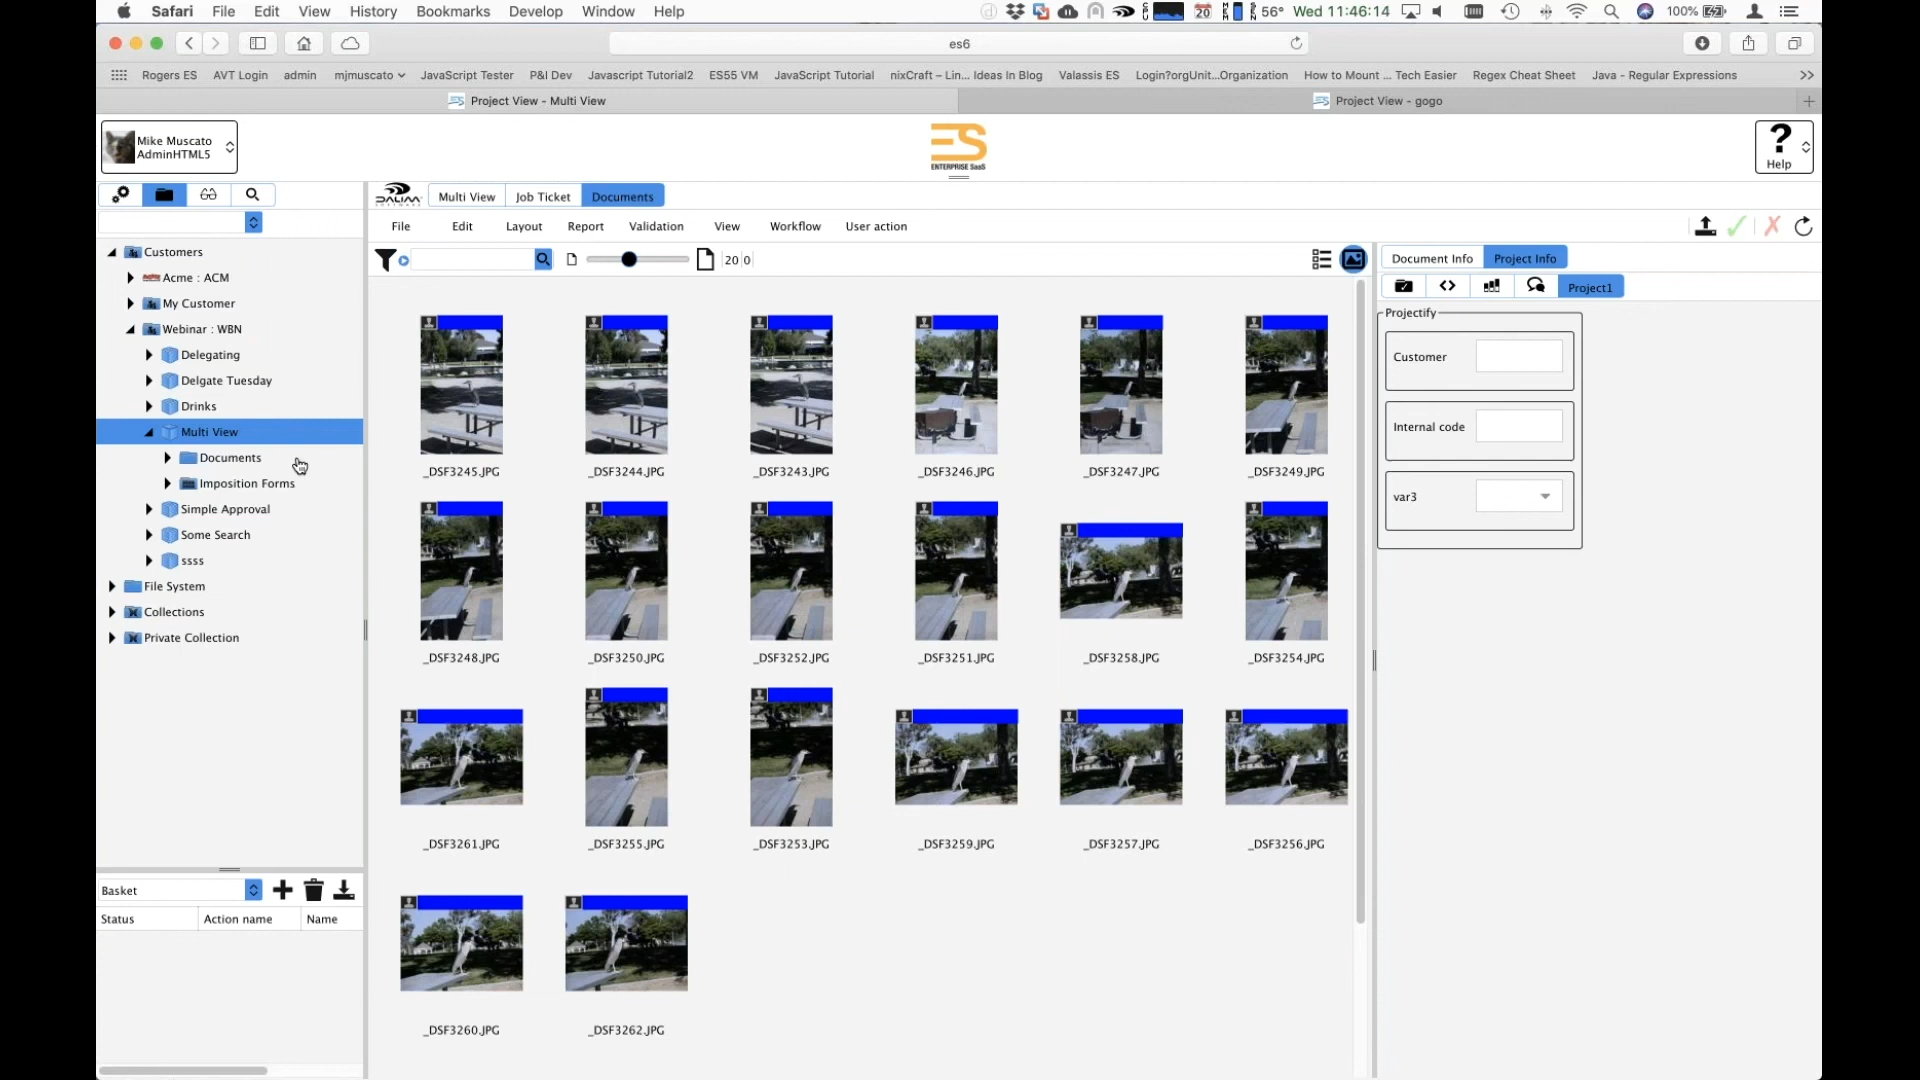 Safari File Edit View History Bookmarks Develop Window Help
20 56° Wed 11:46:14 100%
es6
Rogers ES AVT Login admin mjmuscato JavaScript Tester P&I Dev Javascript Tutorial2 ES55 VM JavaScript Tutorial nixCraft – Lin... Ideas In Blog Valassis ES Login?orgUnit...Organization How to Mount ... Tech Easier Regex Cheat Sheet Java - Regular Expressions
Project View - Multi View
Project View - gogo
Mike Muscato
AdminHTML5
ES
ENTERPRISE SaaS
?
Help
DALIM
SOFTWARE
Multi View Job Ticket Documents
File Edit Layout Report Validation View Workflow User action
20 0
Customers
Acme : ACM
My Customer
Webinar : WBN
Delegating
Delgate Tuesday
Drinks
Multi View
Documents
Imposition Forms
Simple Approval
Some Search
ssss
File System
Collections
Private Collection
Basket
Status Action name Name
_DSF3245.JPG _DSF3244.JPG _DSF3243.JPG _DSF3246.JPG _DSF3247.JPG _DSF3249.JPG
_DSF3248.JPG _DSF3250.JPG _DSF3252.JPG _DSF3251.JPG _DSF3258.JPG _DSF3254.JPG
_DSF3261.JPG _DSF3255.JPG _DSF3253.JPG _DSF3259.JPG _DSF3257.JPG _DSF3256.JPG
_DSF3260.JPG _DSF3262.JPG
Document Info Project Info
Project1
Projectify
Customer
Internal code
var3